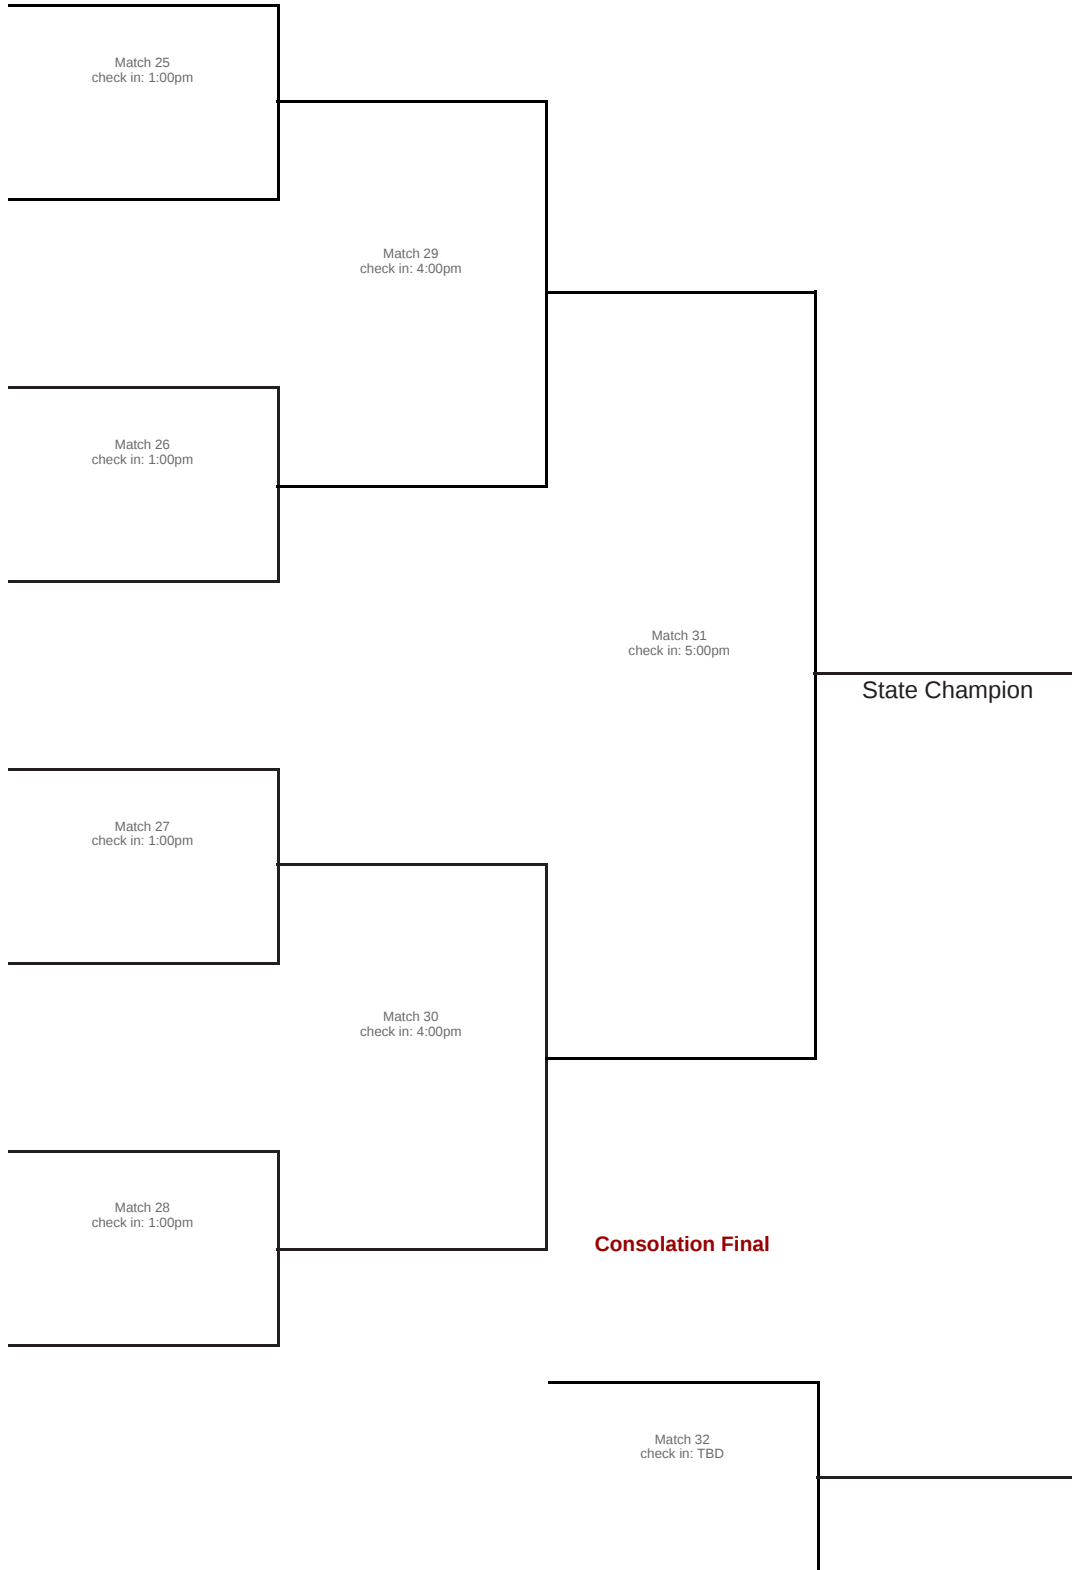 Match 25
check in: 1:00pm
Match 29
check in: 4:00pm
Match 26
check in: 1:00pm
Match 31
check in: 5:00pm
State Champion
Match 27
check in: 1:00pm
Match 30
check in: 4:00pm
Match 28
check in: 1:00pm
Consolation Final
Match 32
check in: TBD